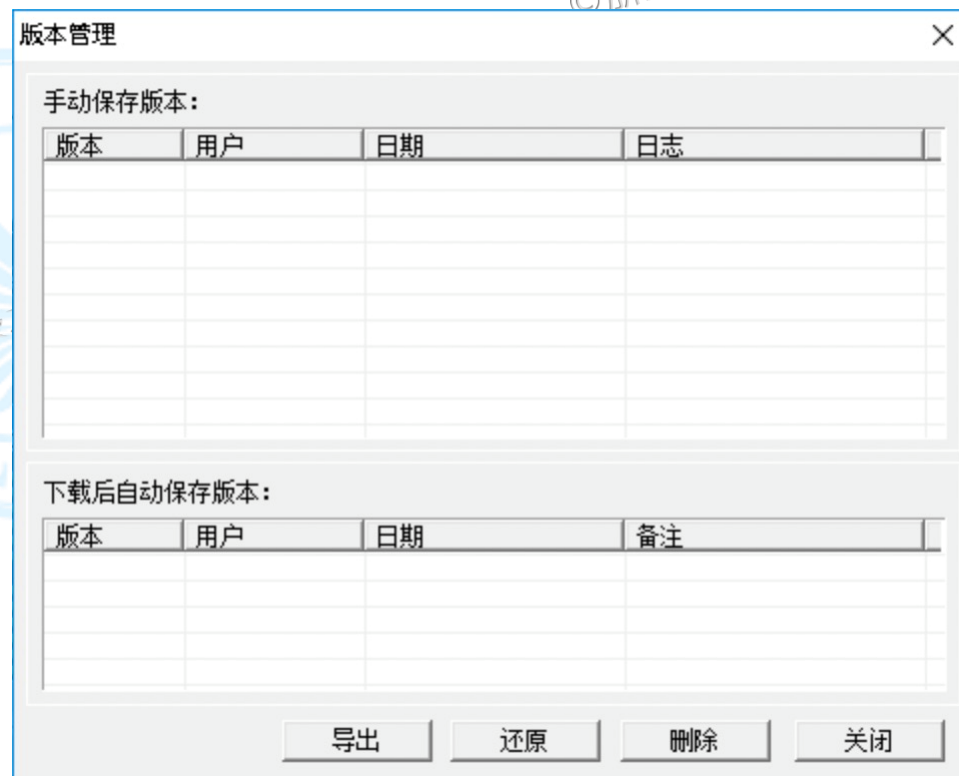 版本管理
手动保存版本：
版本 用户 日期 日志
下载后自动保存版本：
版本 用户 日期 备注
导出 还原 删除 关闭